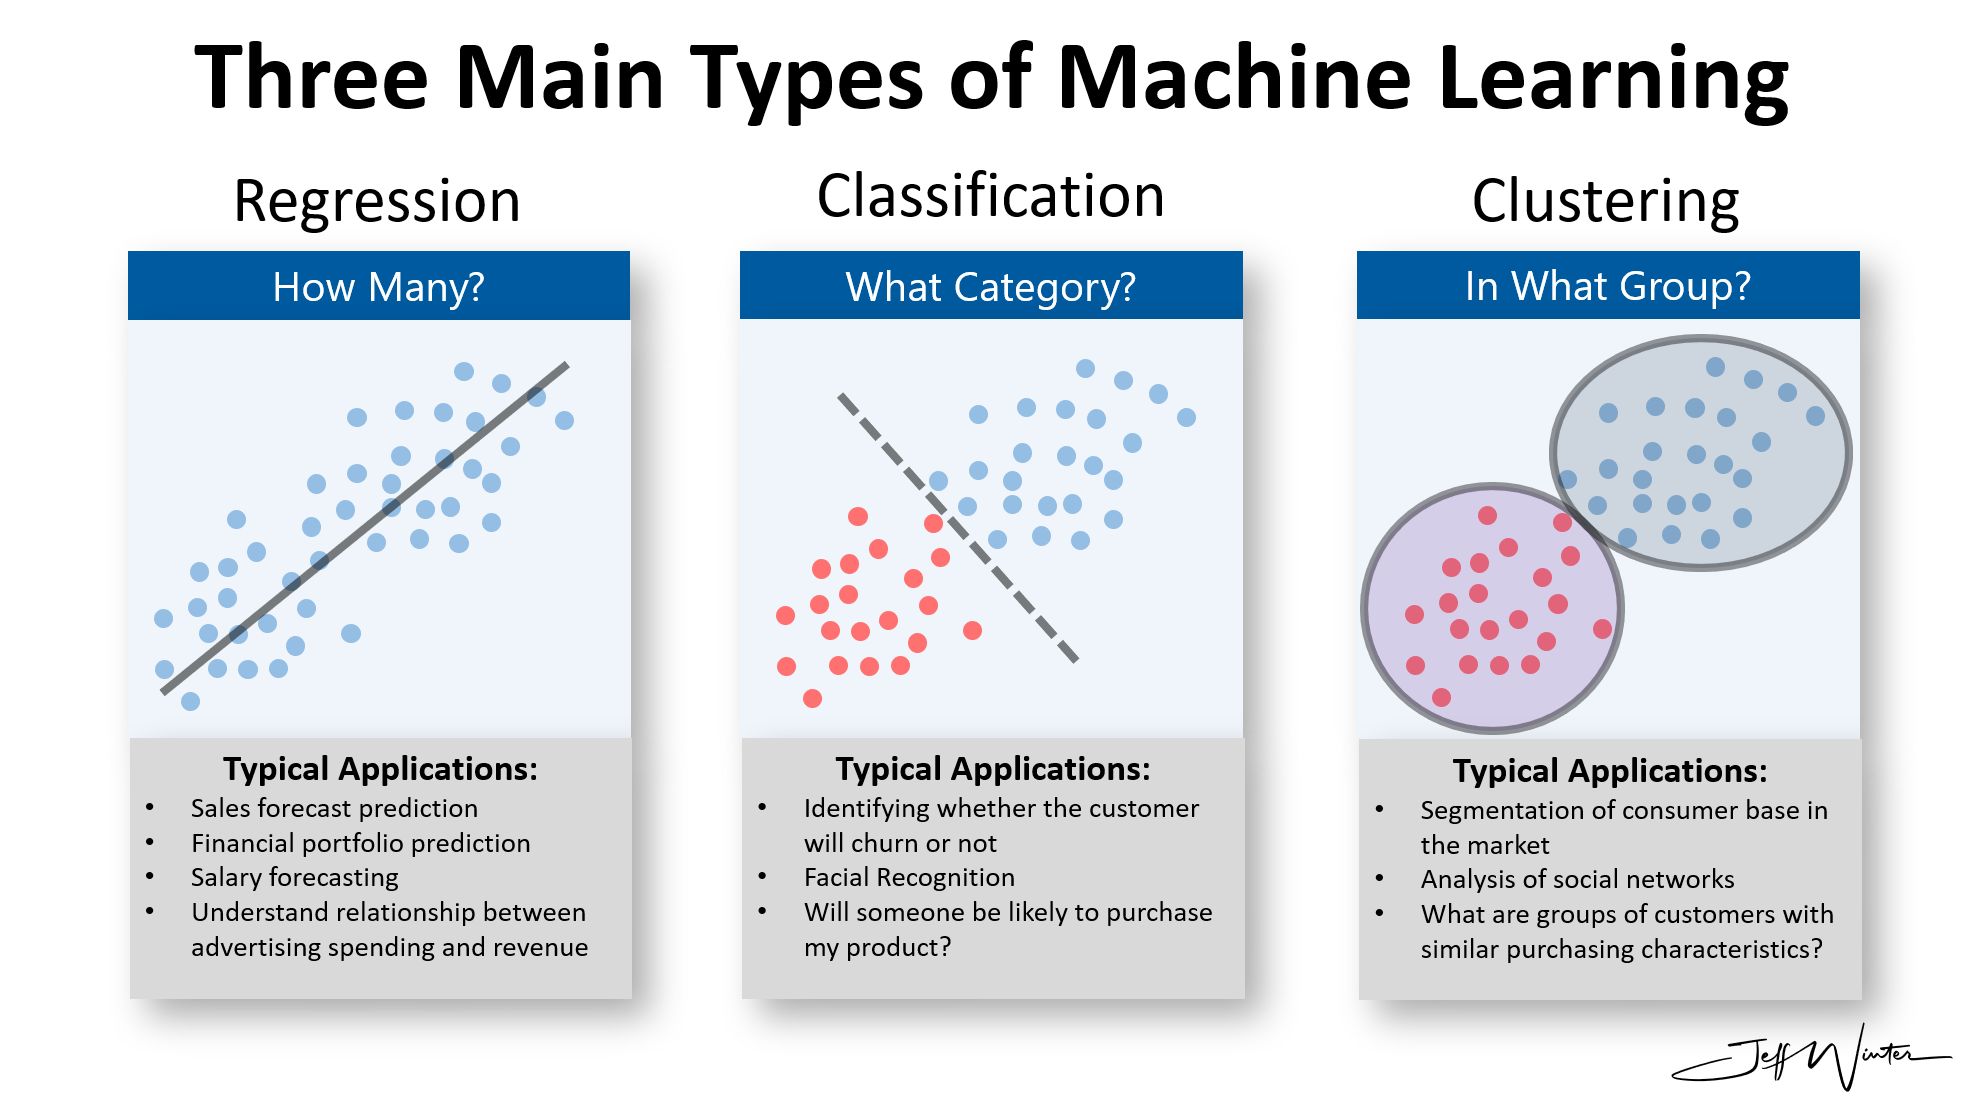 Three Main Types of Machine Learning
Regression
How Many?
Typical Applications:
• Sales forecast prediction
• Financial portfolio prediction
• Salary forecasting
• Understand relationship between
advertising spending and revenue
Classification
What Category?
Typical Applications:
• Identifying whether the customer
will churn or not
• Facial Recognition
• Will someone be likely to purchase
my product?
Clustering
In What Group?
Typical Applications:
• Segmentation of consumer base in
the market
• Analysis of social networks
• What are groups of customers with
similar purchasing characteristics?
Jeff Winter